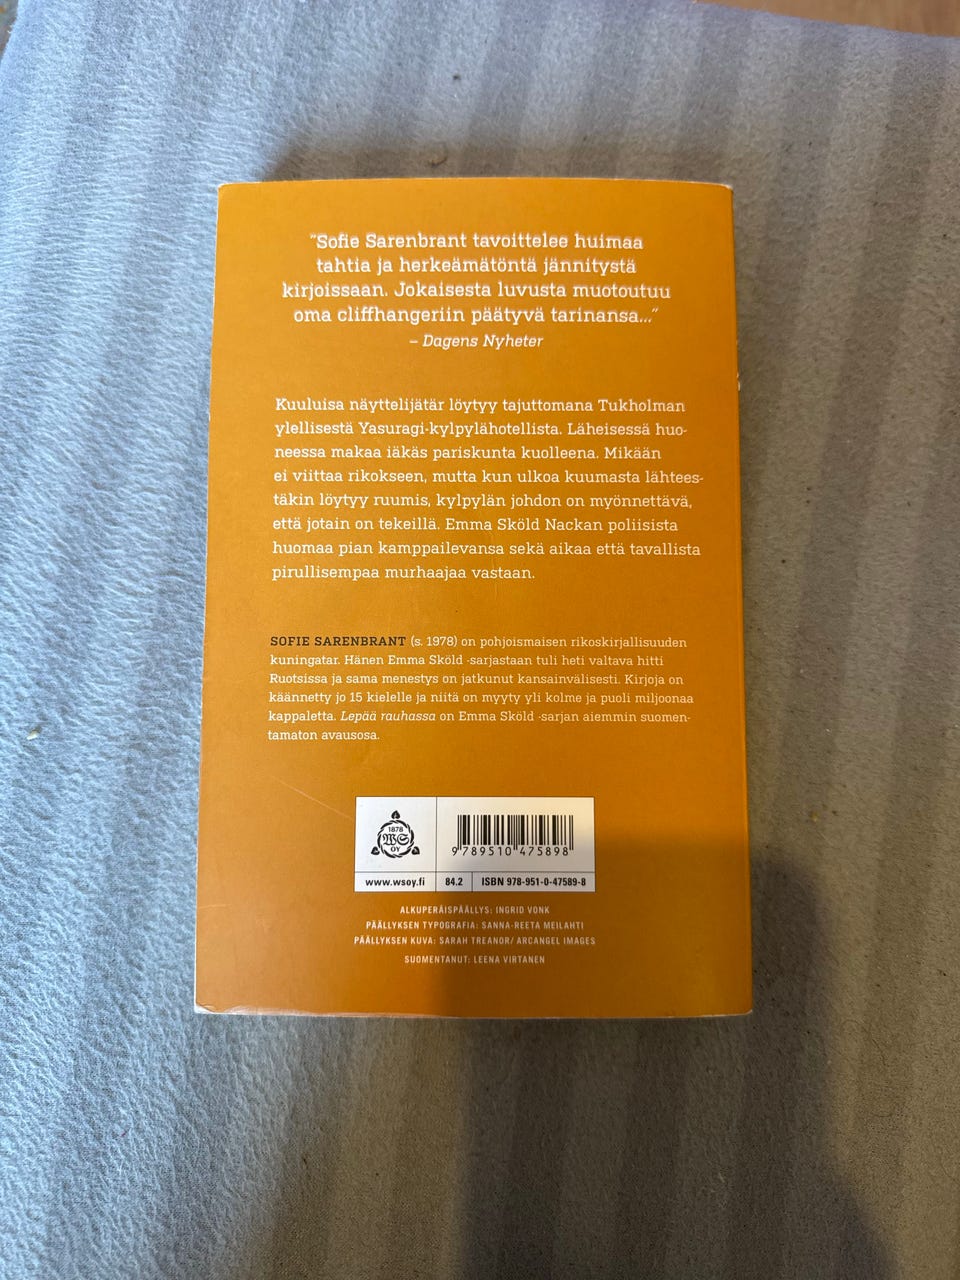 "Sofie Sarenbrant tavoittelee huimaa
tahtia ja herkeämätöntä jännitystä
kirjoissaan. Jokaisesta luvusta muotoutuu
oma cliffhangeriin päätyvä tarinansa..."
– Dagens Nyheter
Kuuluisa näyttelijätär löytyy tajuttomana Tukholman
ylellisestä Yasuragi-kylpylähotellista. Läheisessä huo-
neessa makaa iäkäs pariskunta kuolleena. Mikään
ei viittaa rikokseen, mutta kun ulkoa kuumasta lähtees-
täkin löytyy ruumis, kylpylän johdon on myönnettävä,
että jotain on tekeillä. Emma Sköld Nackan poliisista
huomaa pian kamppailevansa sekä aikaa että tavallista
pirullisempaa murhaajaa vastaan.
SOFIE SARENBRANT (s. 1978) on pohjoismaisen rikoskirjallisuuden
kuningatar. Hänen Emma Sköld -sarjastaan tuli heti valtava hitti
Ruotsissa ja sama menestys on jatkunut kansainvälisesti. Kirjoja on
käännetty jo 15 kielelle ja niitä on myyty yli kolme ja puoli miljoonaa
kappaletta. Lepää rauhassa on Emma Sköld -sarjan aiemmin suomen-
tamaton avausosa.
1878
WS
OY
9 789510 475898
www.wsoy.fi 84.2 ISBN 978-951-0-47589-8
ALKUPERÄISPÄÄLLYS: INGRID VONK
PÄÄLLYKSEN TYPOGRAFIA: SANNA-REETA MEILAHTI
PÄÄLLYKSEN KUVA: SARAH TREANOR/ ARCANGEL IMAGES
SUOMENTANUT: LEENA VIRTANEN